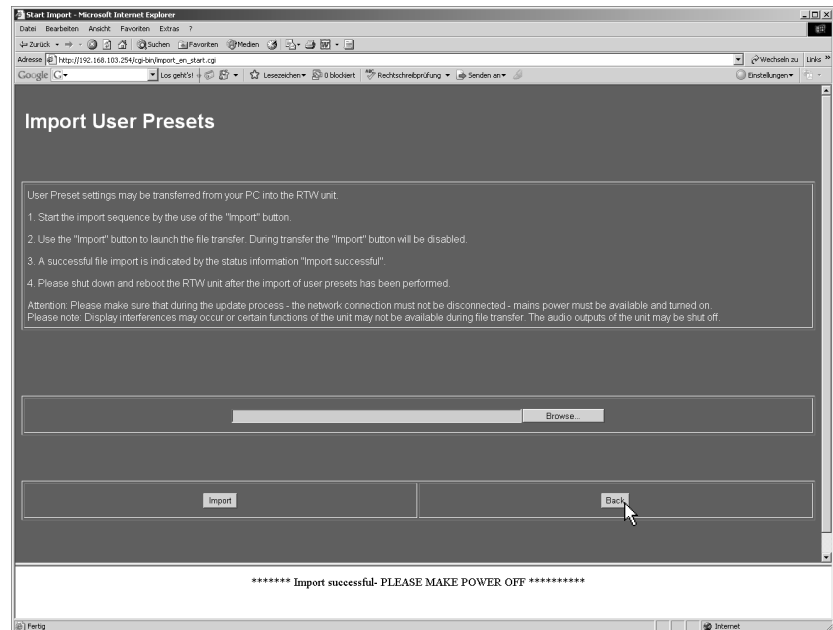 Start Import - Microsoft Internet Explorer
Datei Bearbeiten Ansicht Favoriten Extras ?
Zurück Suchen Favoriten Medien
Adresse http://192.168.103.254/cgi-bin/import_en_start.cgi Wechseln zu Links »
Google G Los geht's! Lesezeichen 0 blockiert ABC Rechtschreibprüfung Senden an Einstellungen
Import User Presets
User Preset settings may be transferred from your PC into the RTW unit.
1. Start the import sequence by the use of the "Import" button.
2. Use the "Import" button to launch the file transfer. During transfer the "Import" button will be disabled.
3. A successful file import is indicated by the status information "Import successful".
4. Please shut down and reboot the RTW unit after the import of user presets has been performed.
Attention: Please make sure that during the update process - the network connection must not be disconnected - mains power must be available and turned on.
Please note: Display interferences may occur or certain functions of the unit may not be available during file transfer. The audio outputs of the unit may be shut off.
Browse...
Import Back
******* Import successful- PLEASE MAKE POWER OFF **********
Fertig Internet